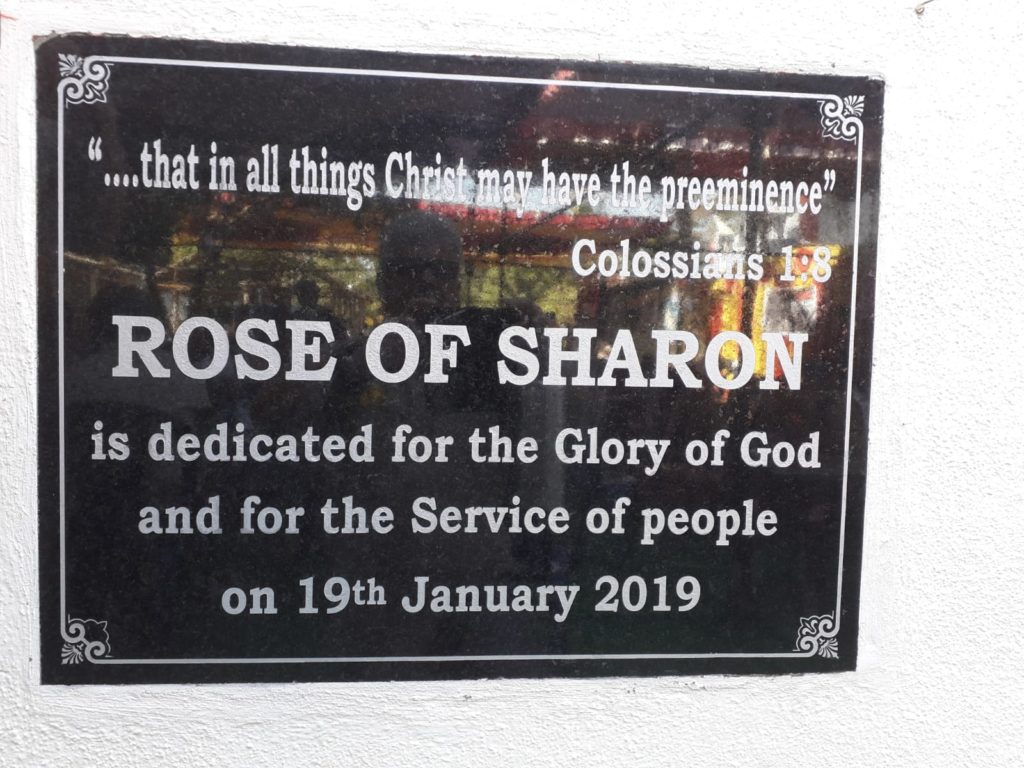 “....that in all things Christ may have the preeminence”
Colossians 1:8
ROSE OF SHARON
is dedicated for the Glory of God
and for the Service of people
on 19th January 2019